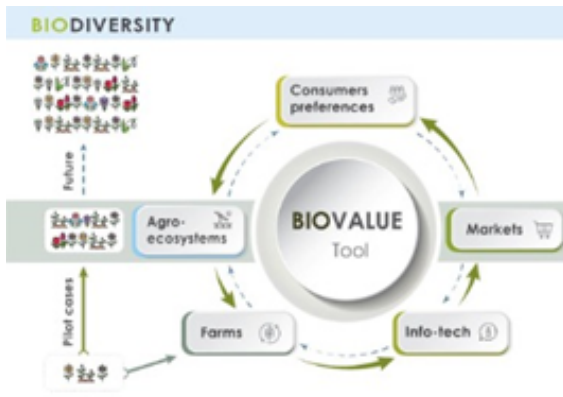 BIODIVERSITY
Consumers
preferences
Future
Agro-
ecosystems
BIOVALUE
Tool
Markets
Pilot cases
Farms
Info-tech